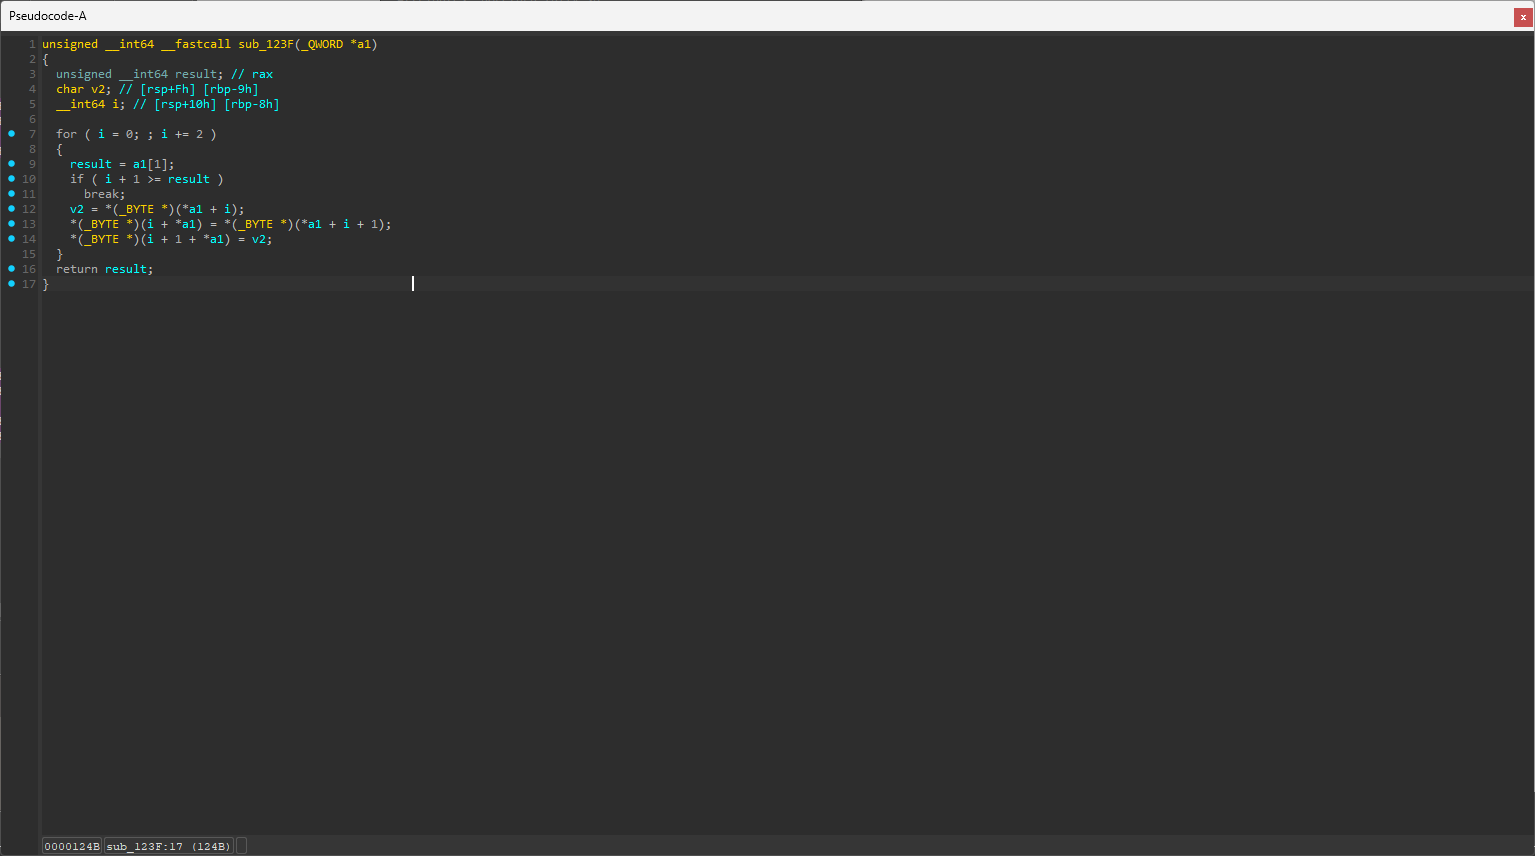 Pseudocode-A
x
1 unsigned __int64 __fastcall sub_123F(_QWORD *a1)
2 {
3   unsigned __int64 result; // rax
4   char v2; // [rsp+Fh] [rbp-9h]
5   __int64 i; // [rsp+10h] [rbp-8h]
6
7   for ( i = 0; ; i += 2 )
8   {
9     result = a1[1];
10     if ( i + 1 >= result )
11       break;
12     v2 = *(_BYTE *)(*a1 + i);
13     *(_BYTE *)(i + *a1) = *(_BYTE *)(*a1 + i + 1);
14     *(_BYTE *)(i + 1 + *a1) = v2;
15   }
16   return result;
17 }
0000124B sub_123F:17 (124B)